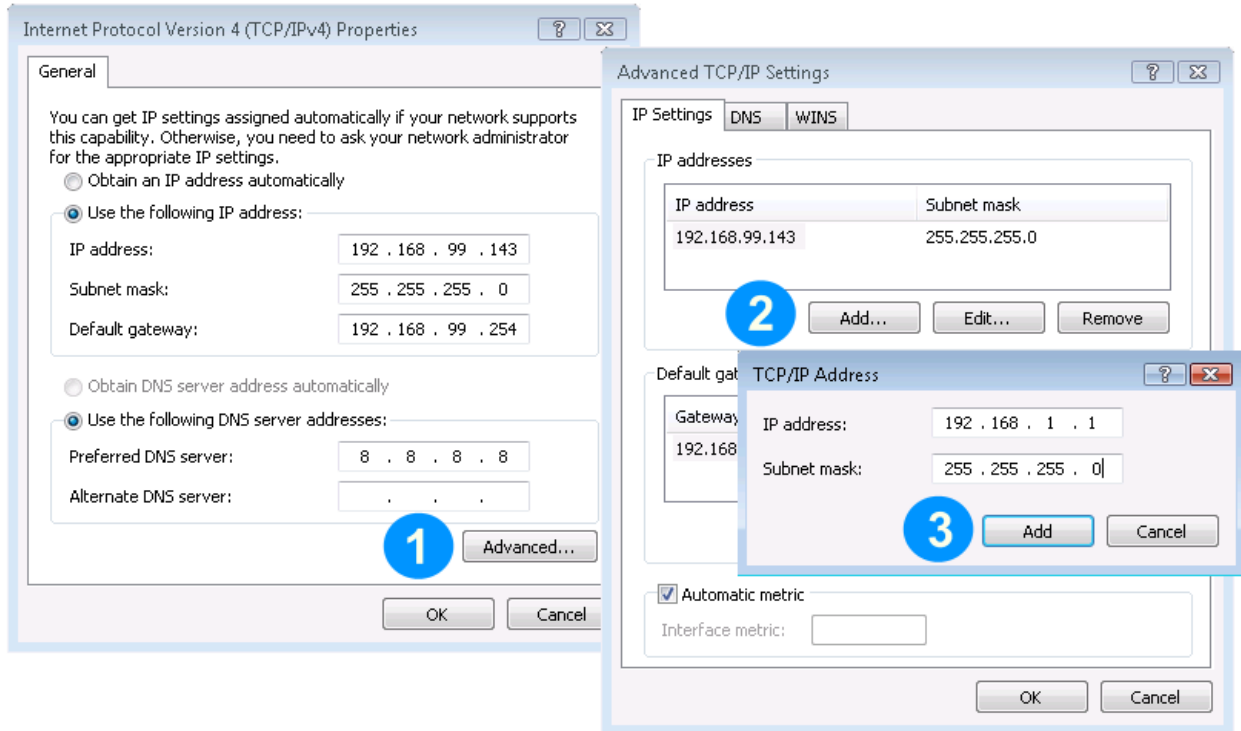 Internet Protocol Version 4 (TCP/IPv4) Properties
General
You can get IP settings assigned automatically if your network supports
this capability. Otherwise, you need to ask your network administrator
for the appropriate IP settings.
Obtain an IP address automatically
Use the following IP address:
IP address: 192 . 168 . 99 . 143
Subnet mask: 255 . 255 . 255 . 0
Default gateway: 192 . 168 . 99 . 254
Obtain DNS server address automatically
Use the following DNS server addresses:
Preferred DNS server: 8 . 8 . 8 . 8
Alternate DNS server: . . .
1 Advanced...
OK Cancel
Advanced TCP/IP Settings
IP Settings DNS WINS
IP addresses
IP address Subnet mask
192.168.99.143 255.255.255.0
2 Add... Edit... Remove
Default gat
Gateway
192.168
TCP/IP Address
IP address: 192 . 168 . 1 . 1
Subnet mask: 255 . 255 . 255 . 0
3 Add Cancel
Automatic metric
Interface metric:
OK Cancel